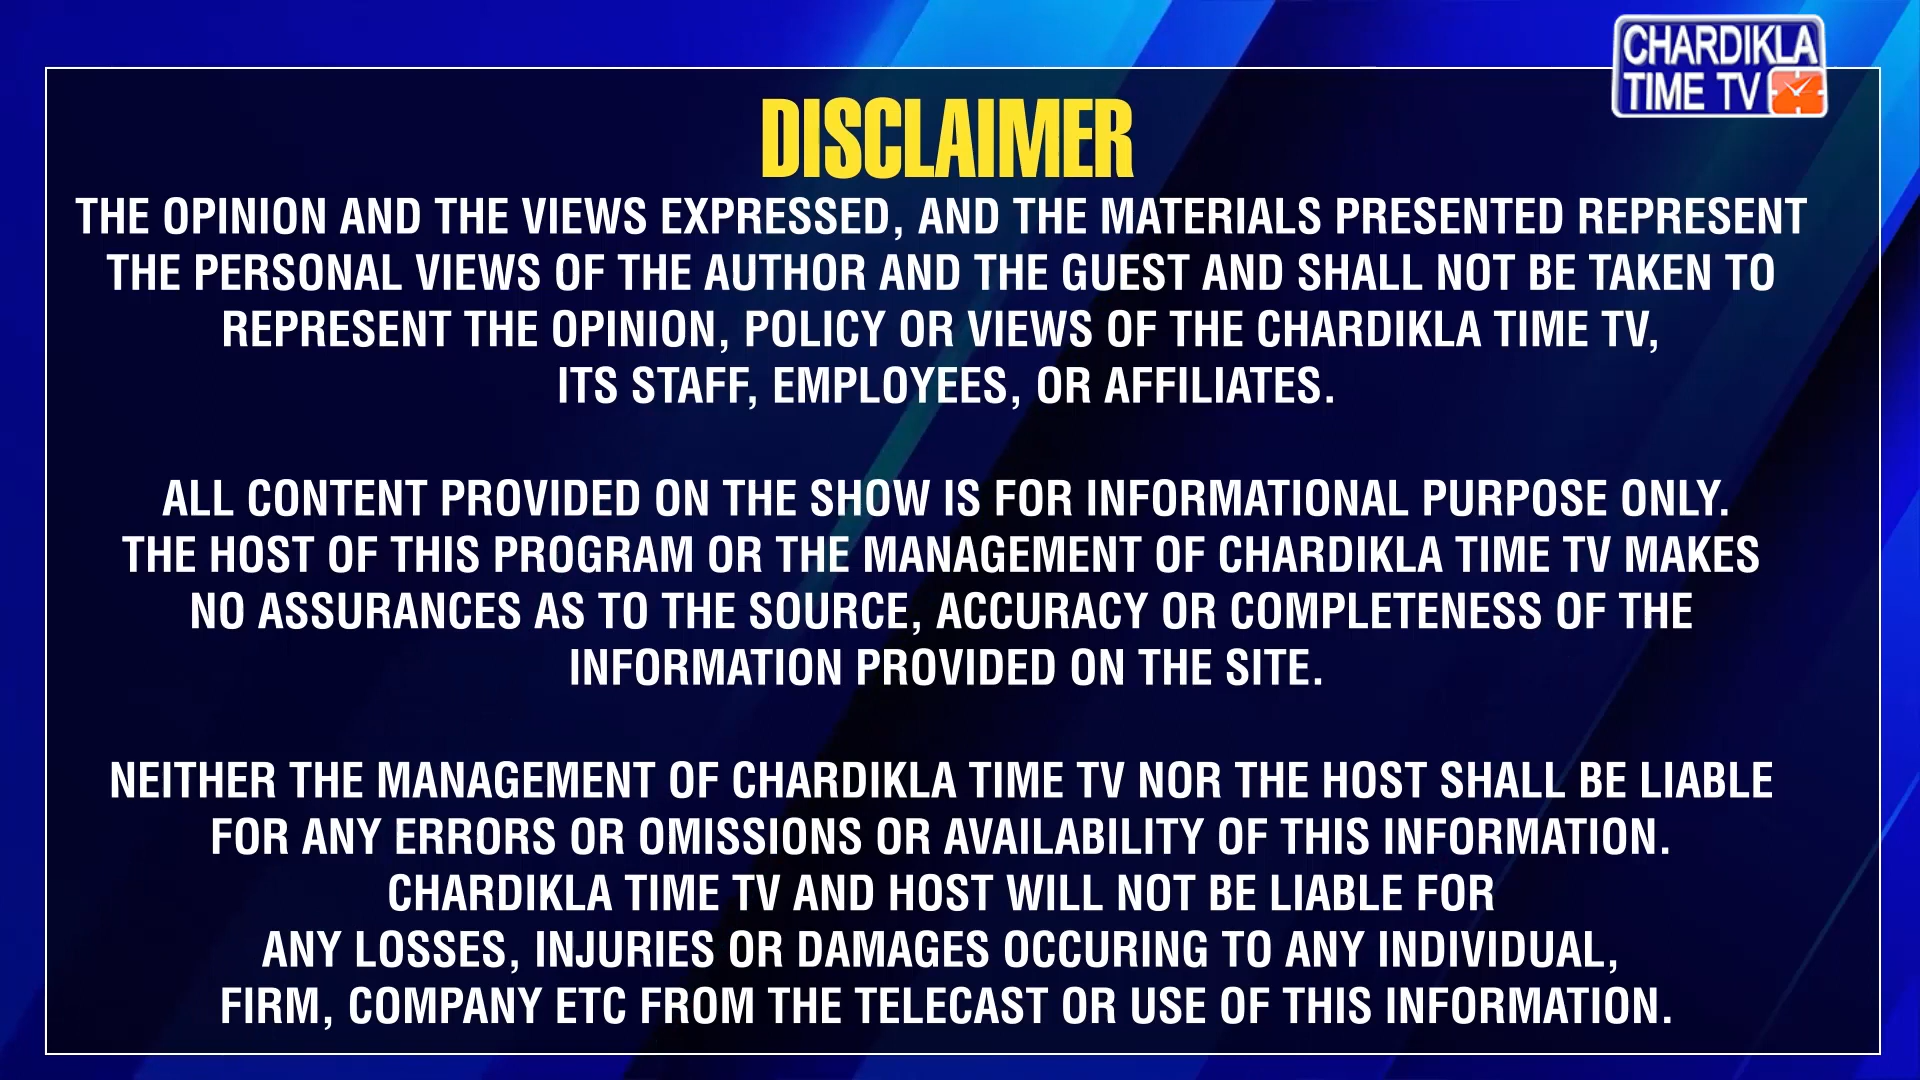 CHARDIKLA
TIME TV
DISCLAIMER
THE OPINION AND THE VIEWS EXPRESSED, AND THE MATERIALS PRESENTED REPRESENT
THE PERSONAL VIEWS OF THE AUTHOR AND THE GUEST AND SHALL NOT BE TAKEN TO
REPRESENT THE OPINION, POLICY OR VIEWS OF THE CHARDIKLA TIME TV,
ITS STAFF, EMPLOYEES, OR AFFILIATES.
ALL CONTENT PROVIDED ON THE SHOW IS FOR INFORMATIONAL PURPOSE ONLY.
THE HOST OF THIS PROGRAM OR THE MANAGEMENT OF CHARDIKLA TIME TV MAKES
NO ASSURANCES AS TO THE SOURCE, ACCURACY OR COMPLETENESS OF THE
INFORMATION PROVIDED ON THE SITE.
NEITHER THE MANAGEMENT OF CHARDIKLA TIME TV NOR THE HOST SHALL BE LIABLE
FOR ANY ERRORS OR OMISSIONS OR AVAILABILITY OF THIS INFORMATION.
CHARDIKLA TIME TV AND HOST WILL NOT BE LIABLE FOR
ANY LOSSES, INJURIES OR DAMAGES OCCURING TO ANY INDIVIDUAL,
FIRM, COMPANY ETC FROM THE TELECAST OR USE OF THIS INFORMATION.